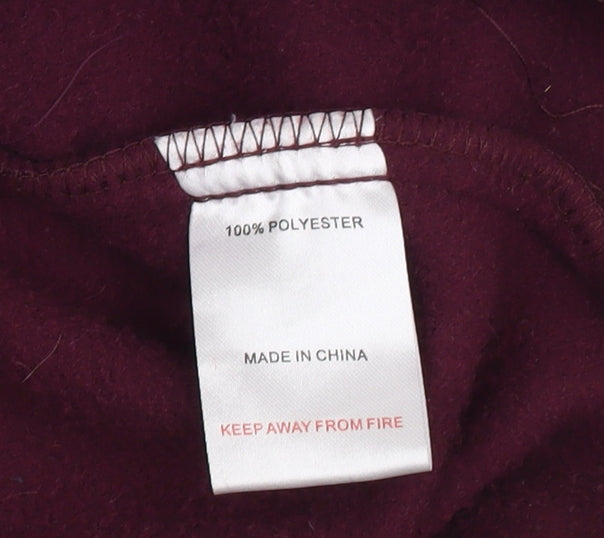 100% POLYESTER
MADE IN CHINA
KEEP AWAY FROM FIRE